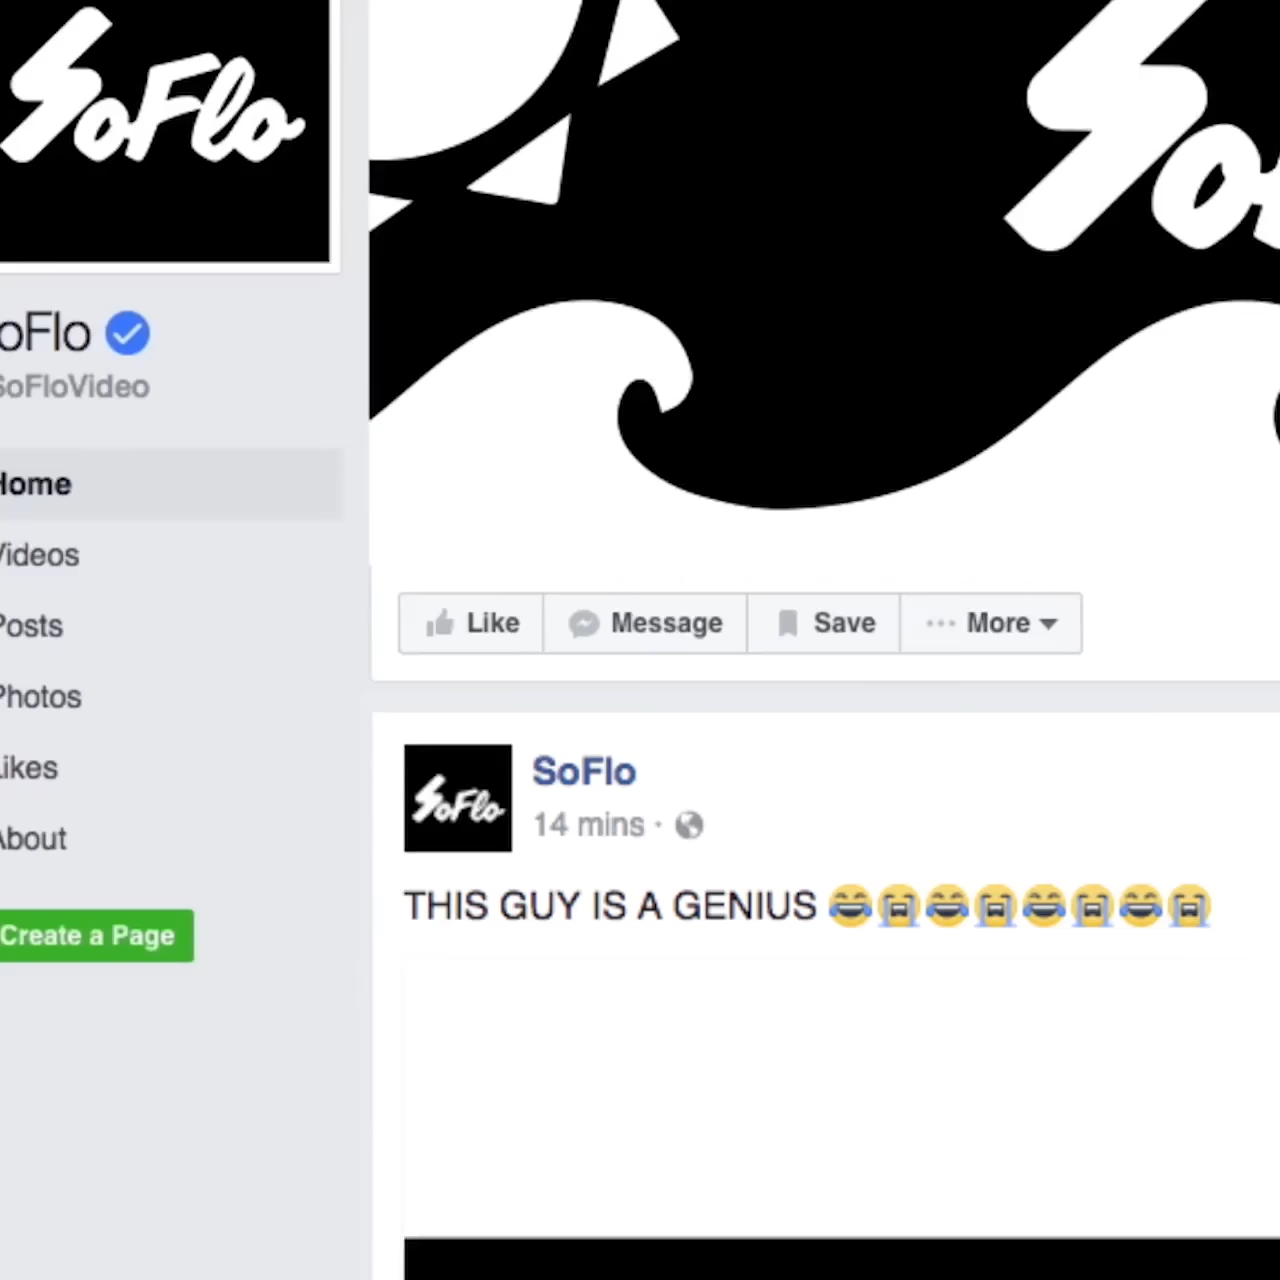 SoFlo
So
oFlo
SoFloVideo
Home
Videos
Posts
Photos
Likes
About
Create a Page
Like
Message
Save
More
SoFlo
SoFlo
14 mins ·
THIS GUY IS A GENIUS 😂😭😂😭😂😭😂😭